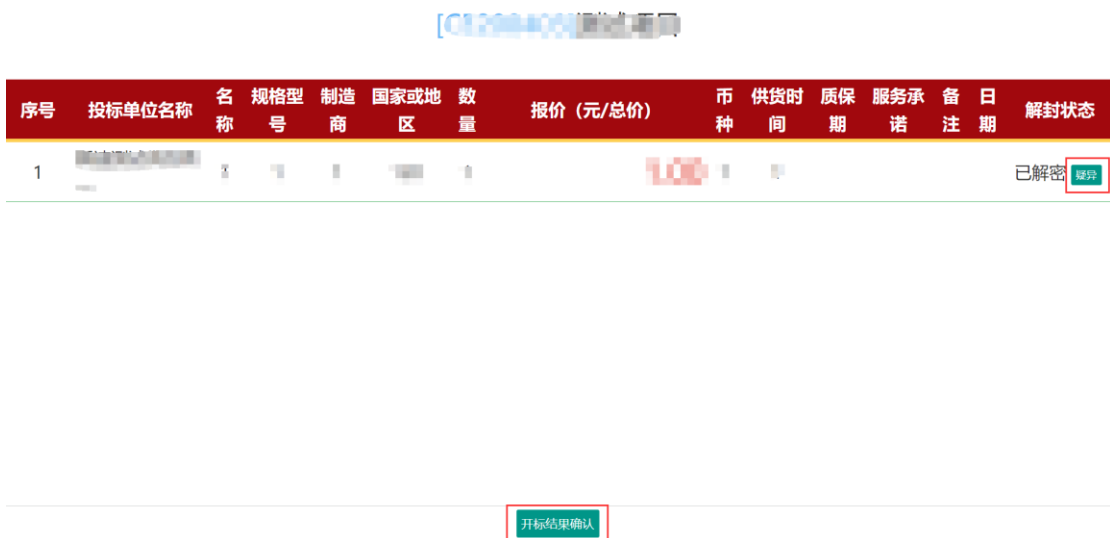 序号 投标单位名称 名称 规格型号 制造商 国家或地区 数量 报价（元/总价） 币种 供货时间 质保期 服务承诺 备注 日期 解封状态
1 已解密 疑异
开标结果确认